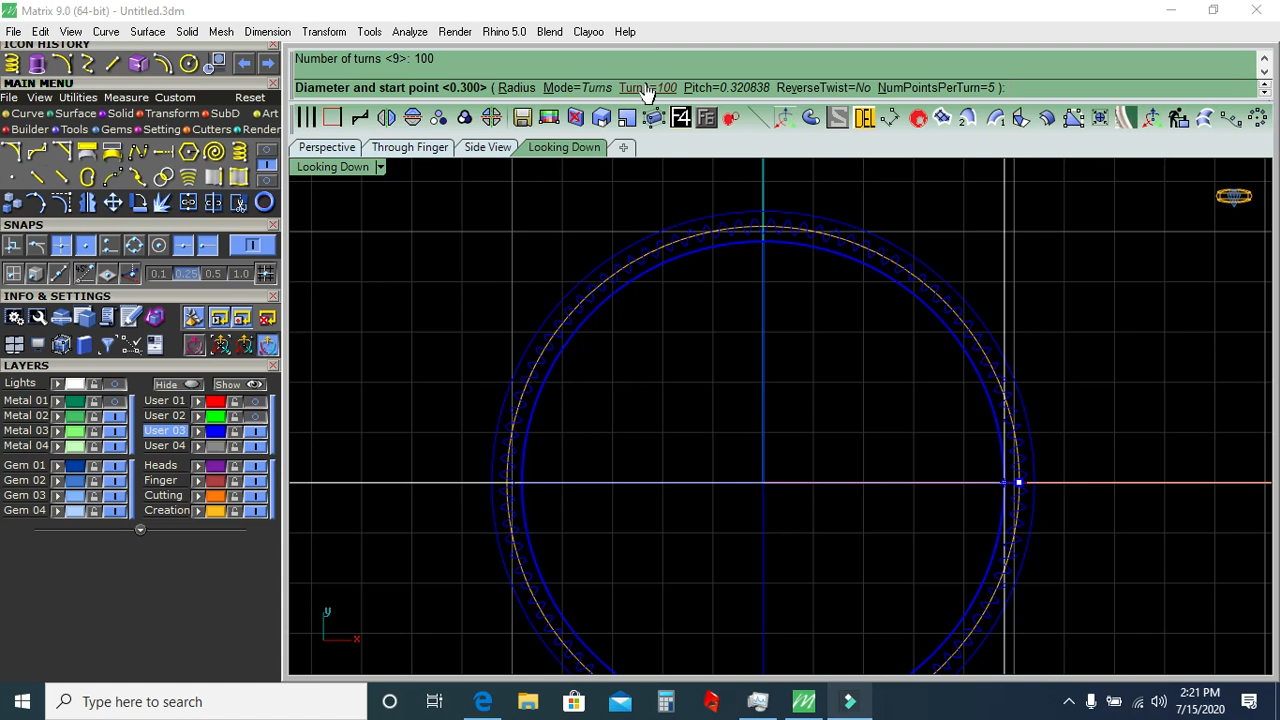 Matrix 9.0 (64-bit) - Untitled.3dm
File Edit View Curve Surface Solid Mesh Dimension Transform Tools Analyze Render Rhino 5.0 Blend Clayoo Help
ICON HISTORY
Number of turns <9>: 100
Diameter and start point <0.300> ( Radius Mode=Turns Turns=100 Pitch=0.320838 ReverseTwist=No NumPointsPerTurn=5 ):
MAIN MENU
File View Utilities Custom Reset
Curve Surface Solid Transform SubD
Builder Tools Gems Setting Cutters Render
F4 F6 DEL
Perspective Through Finger Side View Looking Down
Looking Down
SNAPS
0.1 0.25 0.5 1.0
INFO & SETTINGS
LAYERS
Lights Hide Show
Metal 01 User 01
Metal 02 User 02
Metal 03 User 03
Metal 04 User 04
Gem 01 Heads
Gem 02 Finger
Gem 03 Cutting
Gem 04 Creation
y
x
Type here to search
2:21 PM
7/15/2020